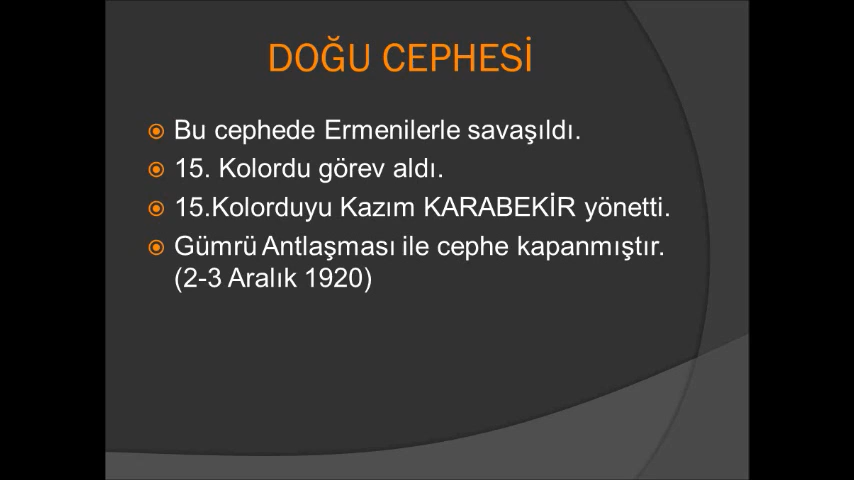 DOĞU CEPHESİ
Bu cephede Ermenilerle savaşıldı.
15. Kolordu görev aldı.
15.Kolorduyu Kazım KARABEKİR yönetti.
Gümrü Antlaşması ile cephe kapanmıştır.
(2-3 Aralık 1920)